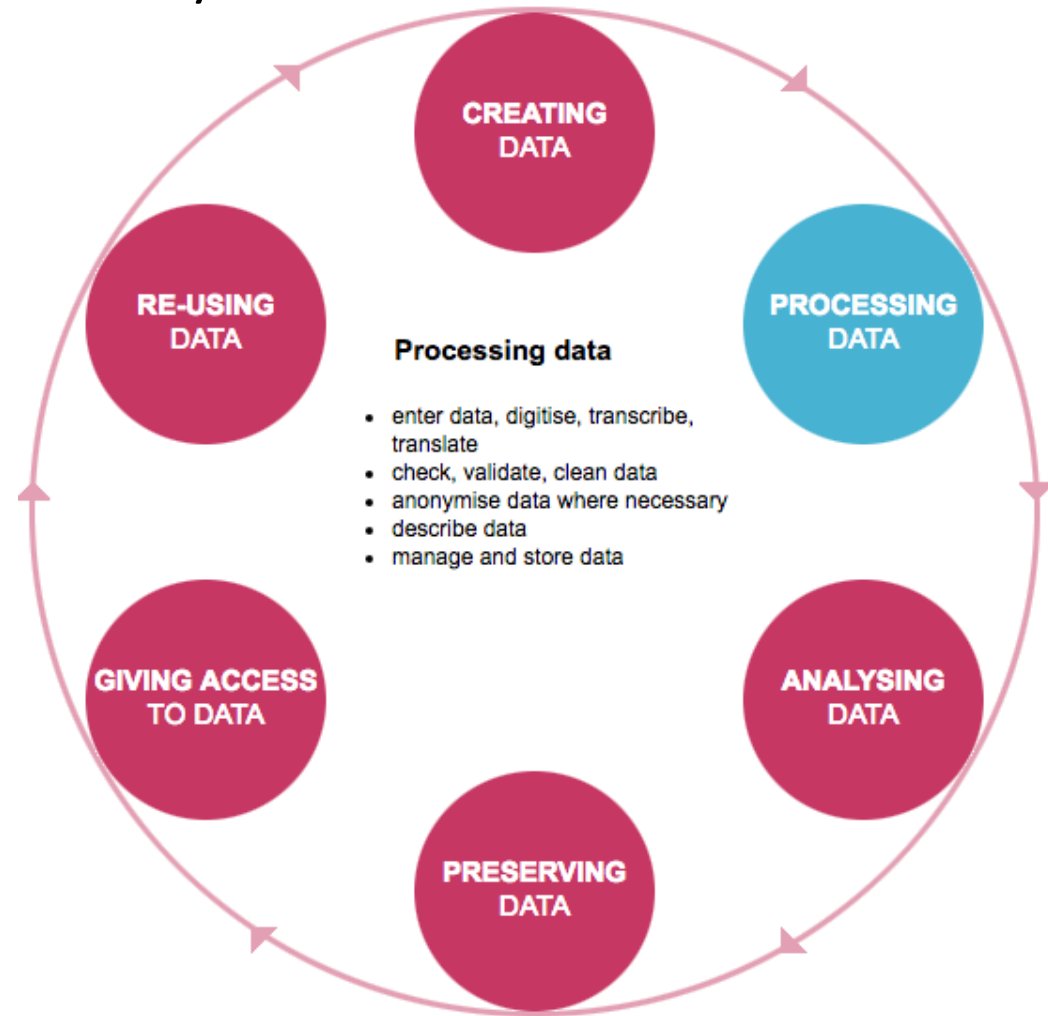 CREATING
DATA
PROCESSING
DATA
RE-USING
DATA
Processing data
• enter data, digitise, transcribe,
translate
• check, validate, clean data
• anonymise data where necessary
• describe data
• manage and store data
ANALYSING
DATA
GIVING ACCESS
TO DATA
PRESERVING
DATA